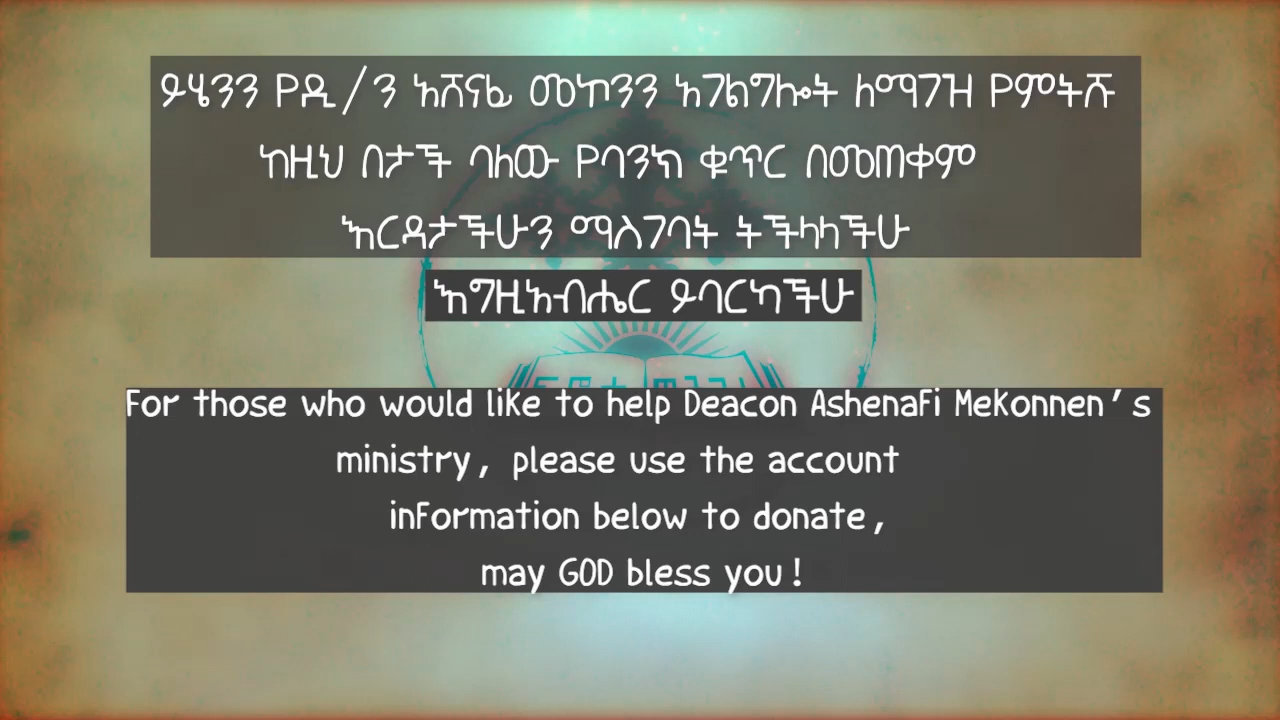 ይሄንን የዲ/ን አሸናፊ መኮንን አገልግሎት ለማገዝ የምትሹ
ከዚህ በታች ባለው የባንክ ቁጥር በመጠቀም
እርዳታችሁን ማስገባት ትችላላችሁ
እግዚአብሔር ይባርካችሁ
For those who would like to help Deacon Ashenafi Mekonnen's
ministry, please use the account
information below to donate,
may GOD bless you!